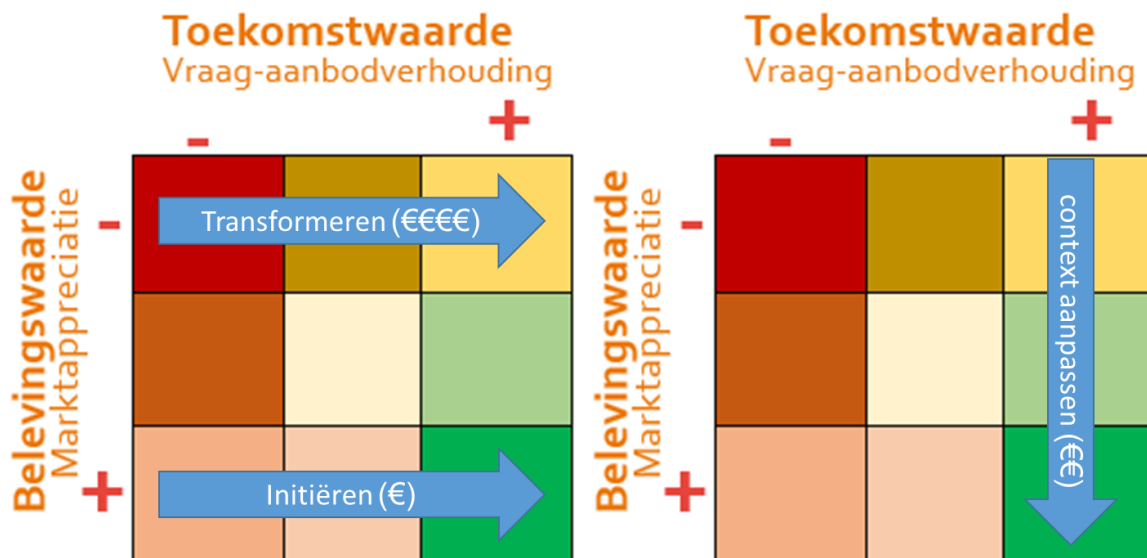 Toekomstwaarde
Vraag-aanbodverhouding
- +
Belevingswaarde
Marktappreciatie
-
+
Transformeren (€€€€)
Initiëren (€)
Toekomstwaarde
Vraag-aanbodverhouding
- +
Belevingswaarde
Marktappreciatie
-
+
context aanpassen (€€)